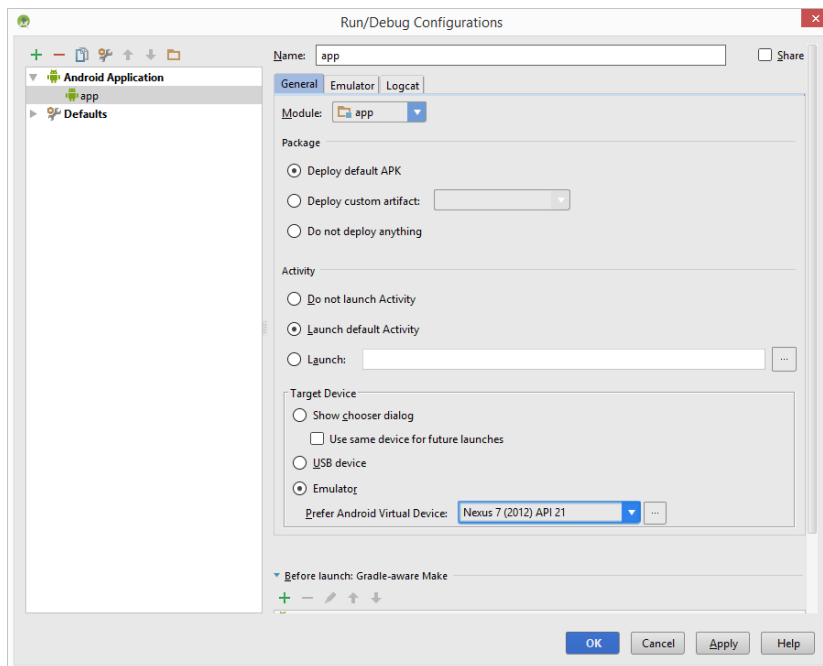 Run/Debug Configurations
Name: app Share
Android Application
app
Defaults
General Emulator Logcat
Module: app
Package
Deploy default APK
Deploy custom artifact:
Do not deploy anything
Activity
Do not launch Activity
Launch default Activity
Launch: ...
Target Device
Show chooser dialog
Use same device for future launches
USB device
Emulator
Prefer Android Virtual Device: Nexus 7 (2012) API 21 ...
Before launch: Gradle-aware Make
OK Cancel Apply Help